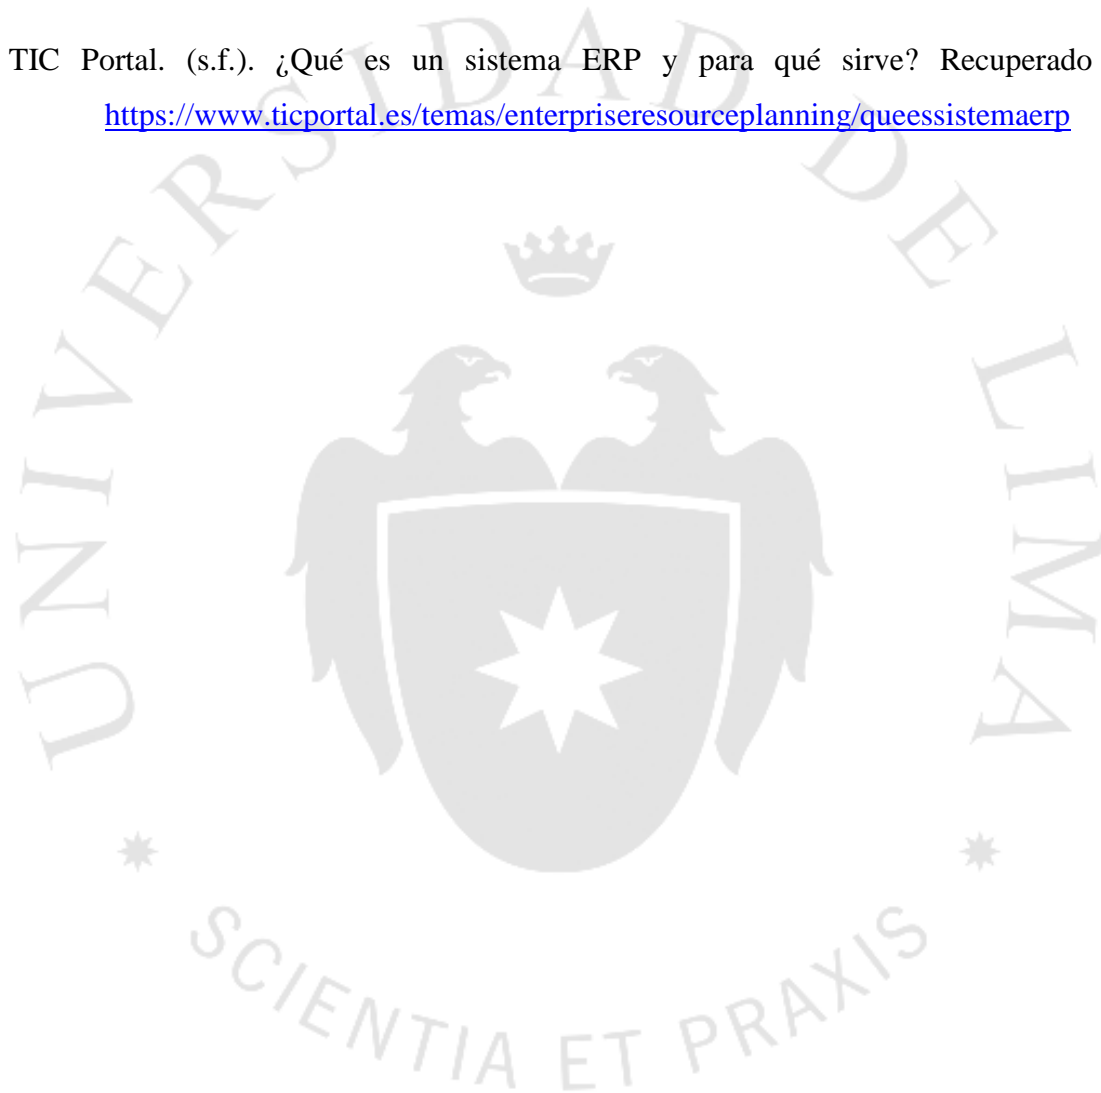 TIC Portal. (s.f.). ¿Qué es un sistema ERP y para qué sirve? Recuperado
https://www.ticportal.es/temas/enterpriseresourceplanning/queessistemaerp
UNIVERSIDAD DE LIMA
SCIENTIA ET PRAXIS